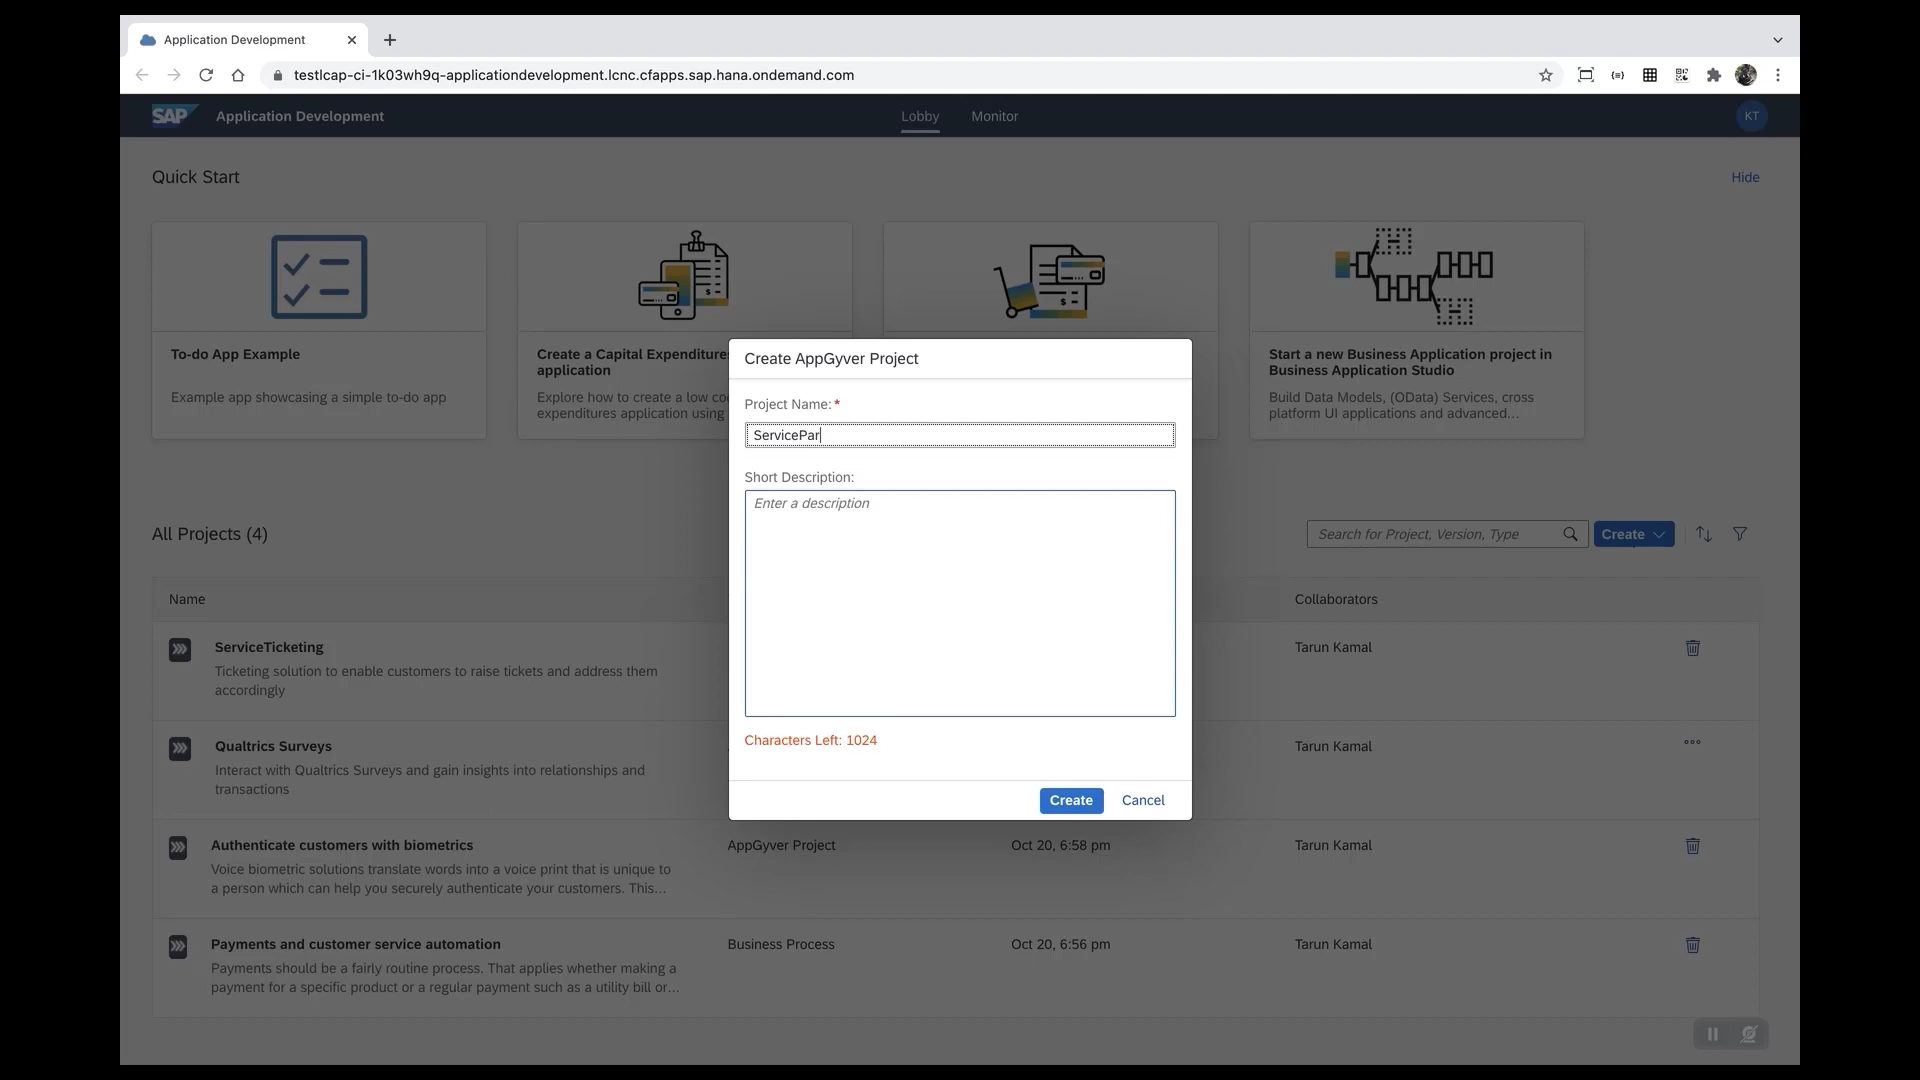 Application Development
testlcap-ci-1k03wh9q-applicationdevelopment.lcnc.cfapps.sap.hana.ondemand.com
SAP Application Development
Lobby
Monitor
KT
Quick Start
Hide
To-do App Example
Example app showcasing a simple to-do app
Create a Capital Expenditures
application
Explore how to create a low co
expenditures application using
Start a new Business Application project in
Business Application Studio
Build Data Models, (OData) Services, cross
platform UI applications and advanced...
Create AppGyver Project
Project Name: *
ServicePar
Short Description:
Enter a description
Characters Left: 1024
Create
Cancel
All Projects (4)
Search for Project, Version, Type
Create
Name
Collaborators
ServiceTicketing
Ticketing solution to enable customers to raise tickets and address them
accordingly
Tarun Kamal
Qualtrics Surveys
Interact with Qualtrics Surveys and gain insights into relationships and
transactions
Tarun Kamal
Authenticate customers with biometrics
Voice biometric solutions translate words into a voice print that is unique to
a person which can help you securely authenticate your customers. This...
AppGyver Project
Oct 20, 6:58 pm
Tarun Kamal
Payments and customer service automation
Payments should be a fairly routine process. That applies whether making a
payment for a specific product or a regular payment such as a utility bill or...
Business Process
Oct 20, 6:56 pm
Tarun Kamal